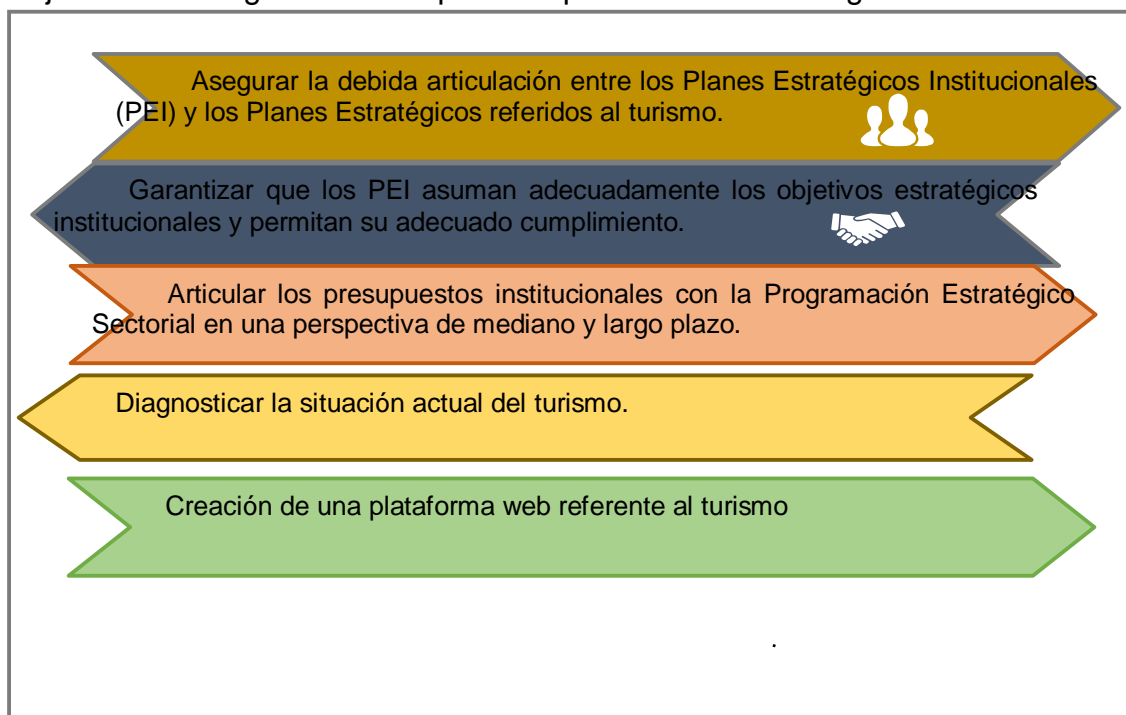 Asegurar la debida articulación entre los Planes Estratégicos Institucionales
(PEI) y los Planes Estratégicos referidos al turismo.
Garantizar que los PEI asuman adecuadamente los objetivos estratégicos
institucionales y permitan su adecuado cumplimiento.
Articular los presupuestos institucionales con la Programación Estratégico
Sectorial en una perspectiva de mediano y largo plazo.
Diagnosticar la situación actual del turismo.
Creación de una plataforma web referente al turismo
.